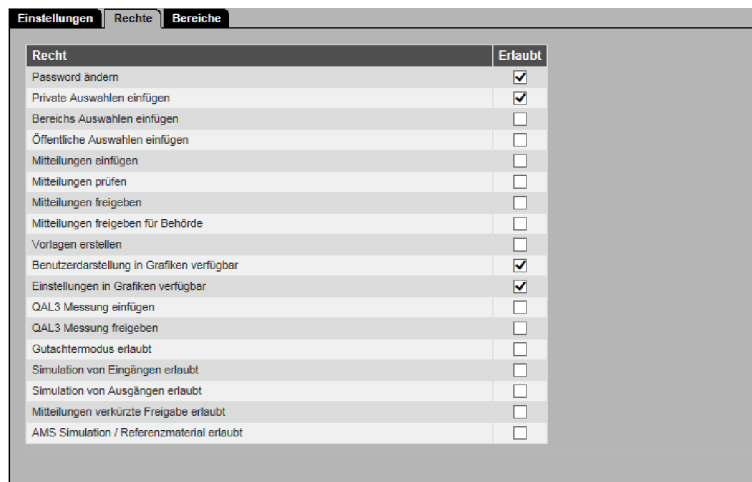 Einstellungen Rechte Bereiche
Recht Erlaubt
Password ändern
Private Auswahlen einfügen
Bereichs Auswahlen einfügen
Öffentliche Auswahlen einfügen
Mitteilungen einfügen
Mitteilungen prüfen
Mitteilungen freigeben
Mitteilungen freigeben für Behörde
Vorlagen erstellen
Benutzerdarstellung in Grafiken verfügbar
Einstellungen in Grafiken verfügbar
QAL3 Messung einfügen
QAL3 Messung freigeben
Gutachtermodus erlaubt
Simulation von Eingängen erlaubt
Simulation von Ausgängen erlaubt
Mitteilungen verkürzte Freigabe erlaubt
AMS Simulation / Referenzmaterial erlaubt